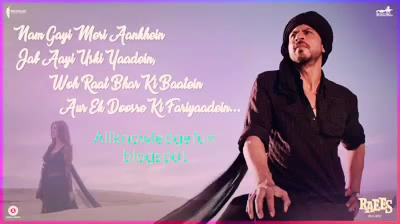 Nam Gayi Meri Aankhein
Jab Aayi Uski Yaadein,
Woh Raat Bhar Ki Baatein
Aur Ek Doosre Ki Fariyaadein...
RAEES